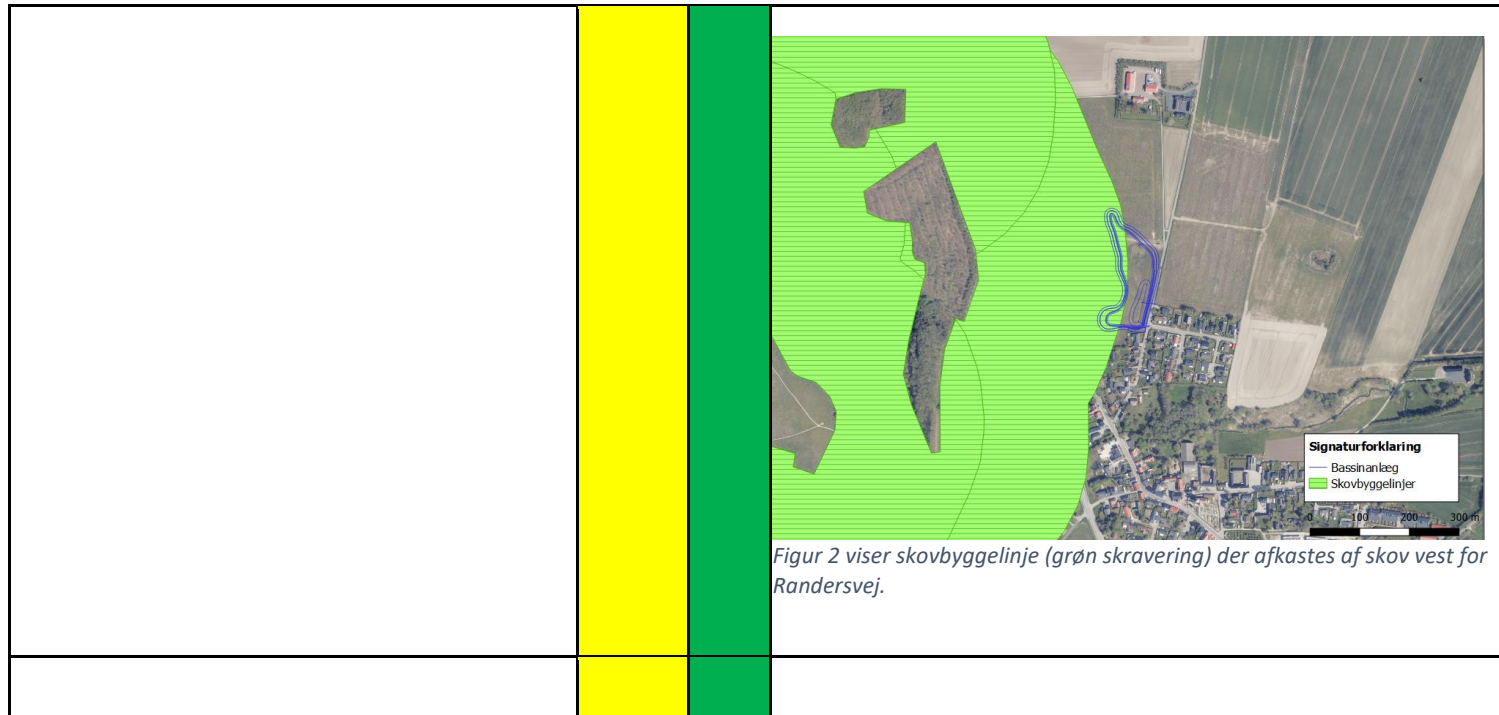 Signaturforklaring
Bassinanlæg
Skovbyggelinjer
0 100 200 300 m
Figur 2 viser skovbyggelinje (grøn skravering) der afkastes af skov vest for
Randersvej.